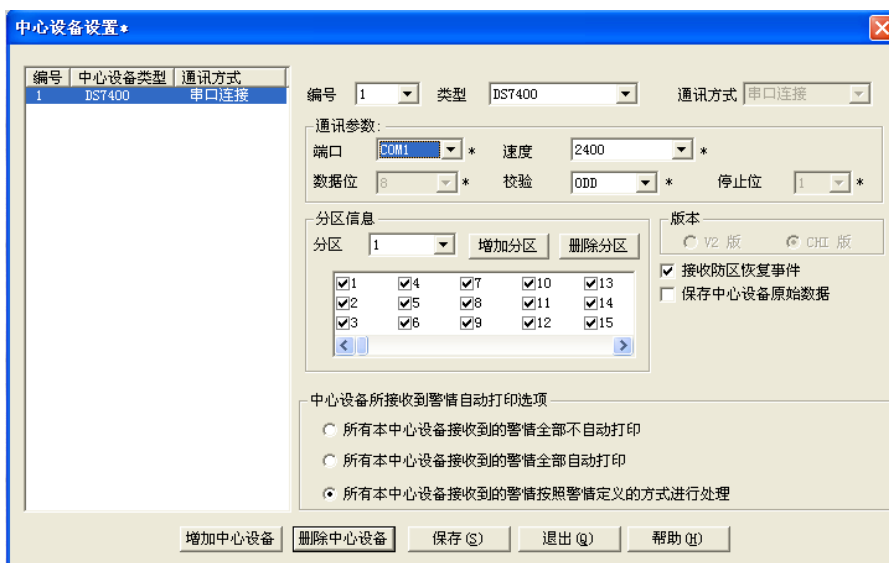 中心设备设置*
编号 中心设备类型 通讯方式
1 DS7400 串口连接
编号 1 类型 DS7400 通讯方式 串口连接
通讯参数:
端口 COM1 * 速度 2400 *
数据位 8 * 校验 ODD * 停止位 1 *
分区信息
分区 1 增加分区 删除分区
1 4 7 10 13
2 5 8 11 14
3 6 9 12 15
版本
V2 版 CHI 版
接收防区恢复事件
保存中心设备原始数据
中心设备所接收到警情自动打印选项
所有本中心设备接收到的警情全部不自动打印
所有本中心设备接收到的警情全部自动打印
所有本中心设备接收到的警情按照警情定义的方式进行处理
增加中心设备 删除中心设备 保存(S) 退出(Q) 帮助(H)